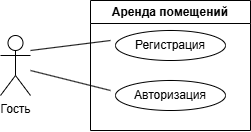 Аренда помещений
Регистрация
Авторизация
Гость